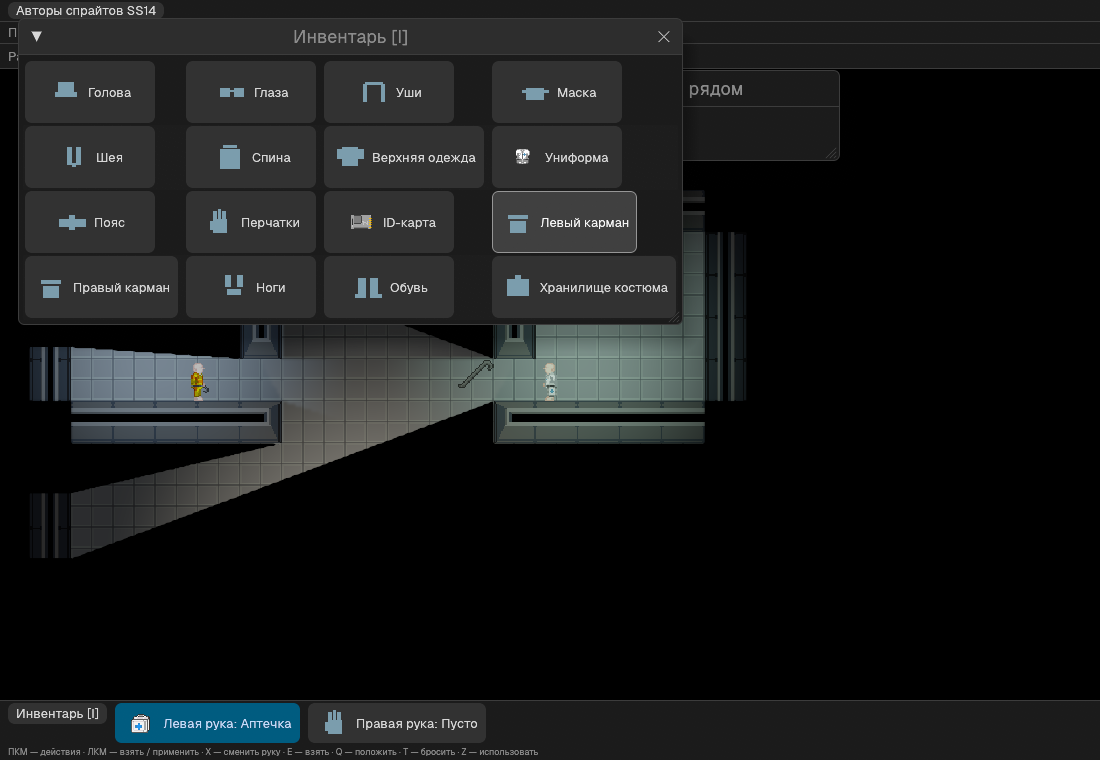 Авторы спрайтов SS14
Инвентарь [I]
Голова
Глаза
Уши
Маска
рядом
Шея
Спина
Верхняя одежда
Униформа
Пояс
Перчатки
ID-карта
Левый карман
Правый карман
Ноги
Обувь
Хранилище костюма
Инвентарь [I]
Левая рука: Аптечка
Правая рука: Пусто
ПКМ — действия · ЛКМ — взять / применить · X — сменить руку · E — взять · Q — положить · T — бросить · Z — использовать